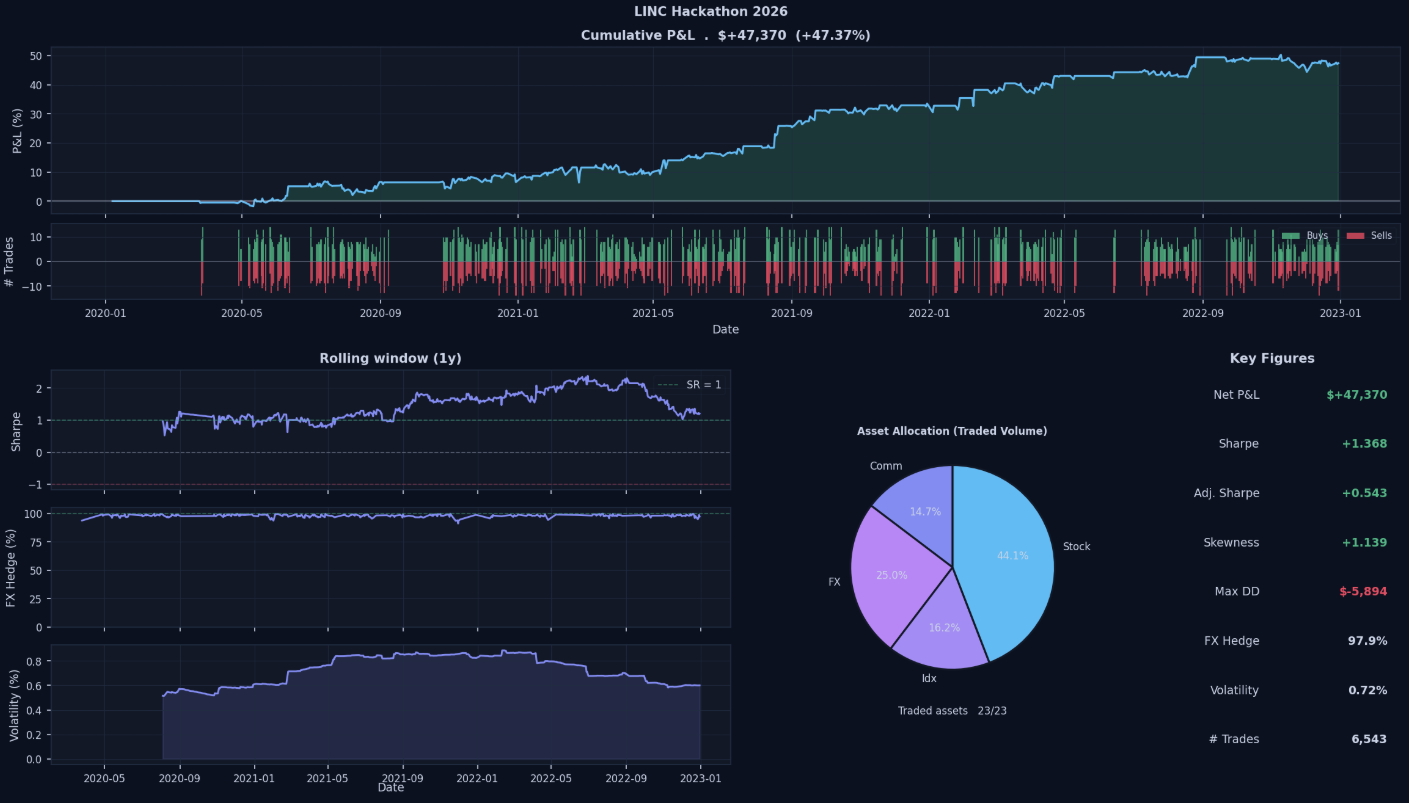 LINC Hackathon 2026
Cumulative P&L . $+47,370 (+47.37%)
P&L (%)
50
40
30
20
10
0
# Trades
10
0
−10
Buys
Sells
2020-01
2020-05
2020-09
2021-01
2021-05
2021-09
2022-01
2022-05
2022-09
2023-01
Date
Rolling window (1y)
Sharpe
2
1
0
−1
SR = 1
FX Hedge (%)
100
75
50
25
0
Volatility (%)
0.8
0.6
0.4
0.2
0.0
2020-05
2020-09
2021-01
2021-05
2021-09
2022-01
2022-05
2022-09
2023-01
Date
Asset Allocation (Traded Volume)
Comm
14.7%
Stock
44.1%
FX
25.0%
16.2%
Idx
Traded assets 23/23
Key Figures
Net P&L $+47,370
Sharpe +1.368
Adj. Sharpe +0.543
Skewness +1.139
Max DD $-5,894
FX Hedge 97.9%
Volatility 0.72%
# Trades 6,543